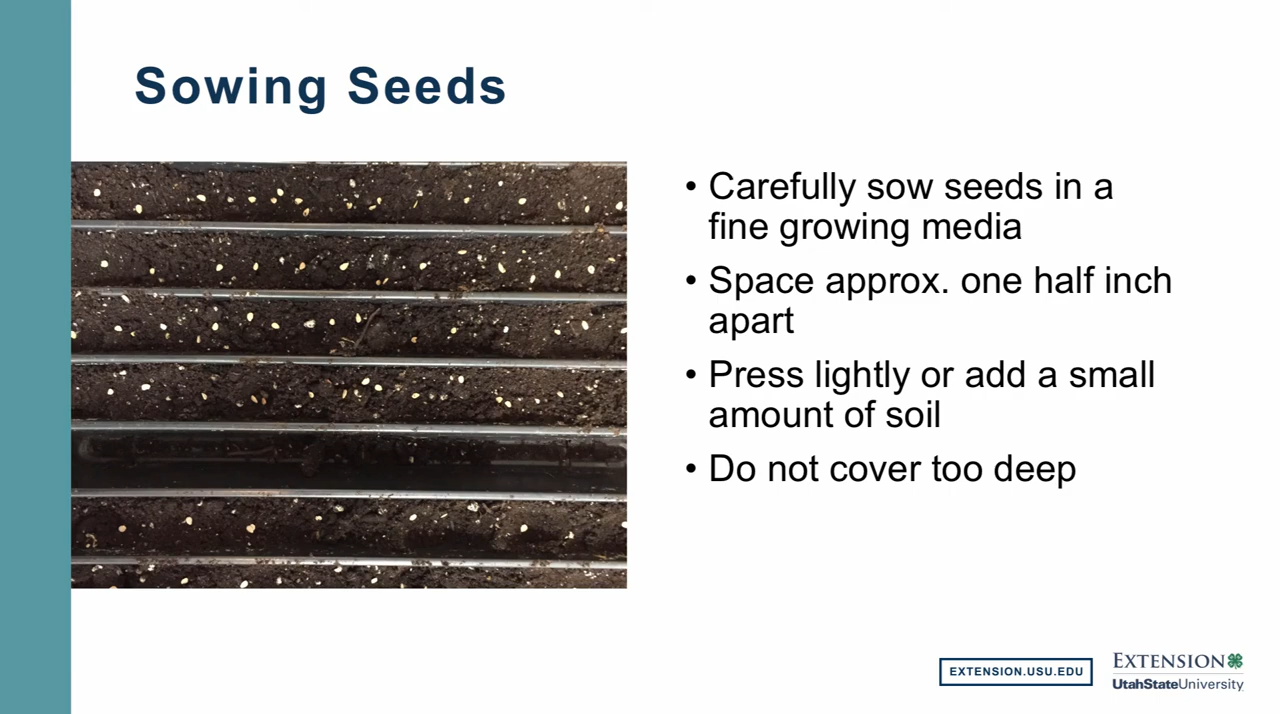 Sowing Seeds
• Carefully sow seeds in a
fine growing media
• Space approx. one half inch
apart
• Press lightly or add a small
amount of soil
• Do not cover too deep
EXTENSION.USU.EDU
EXTENSION
UtahStateUniversity